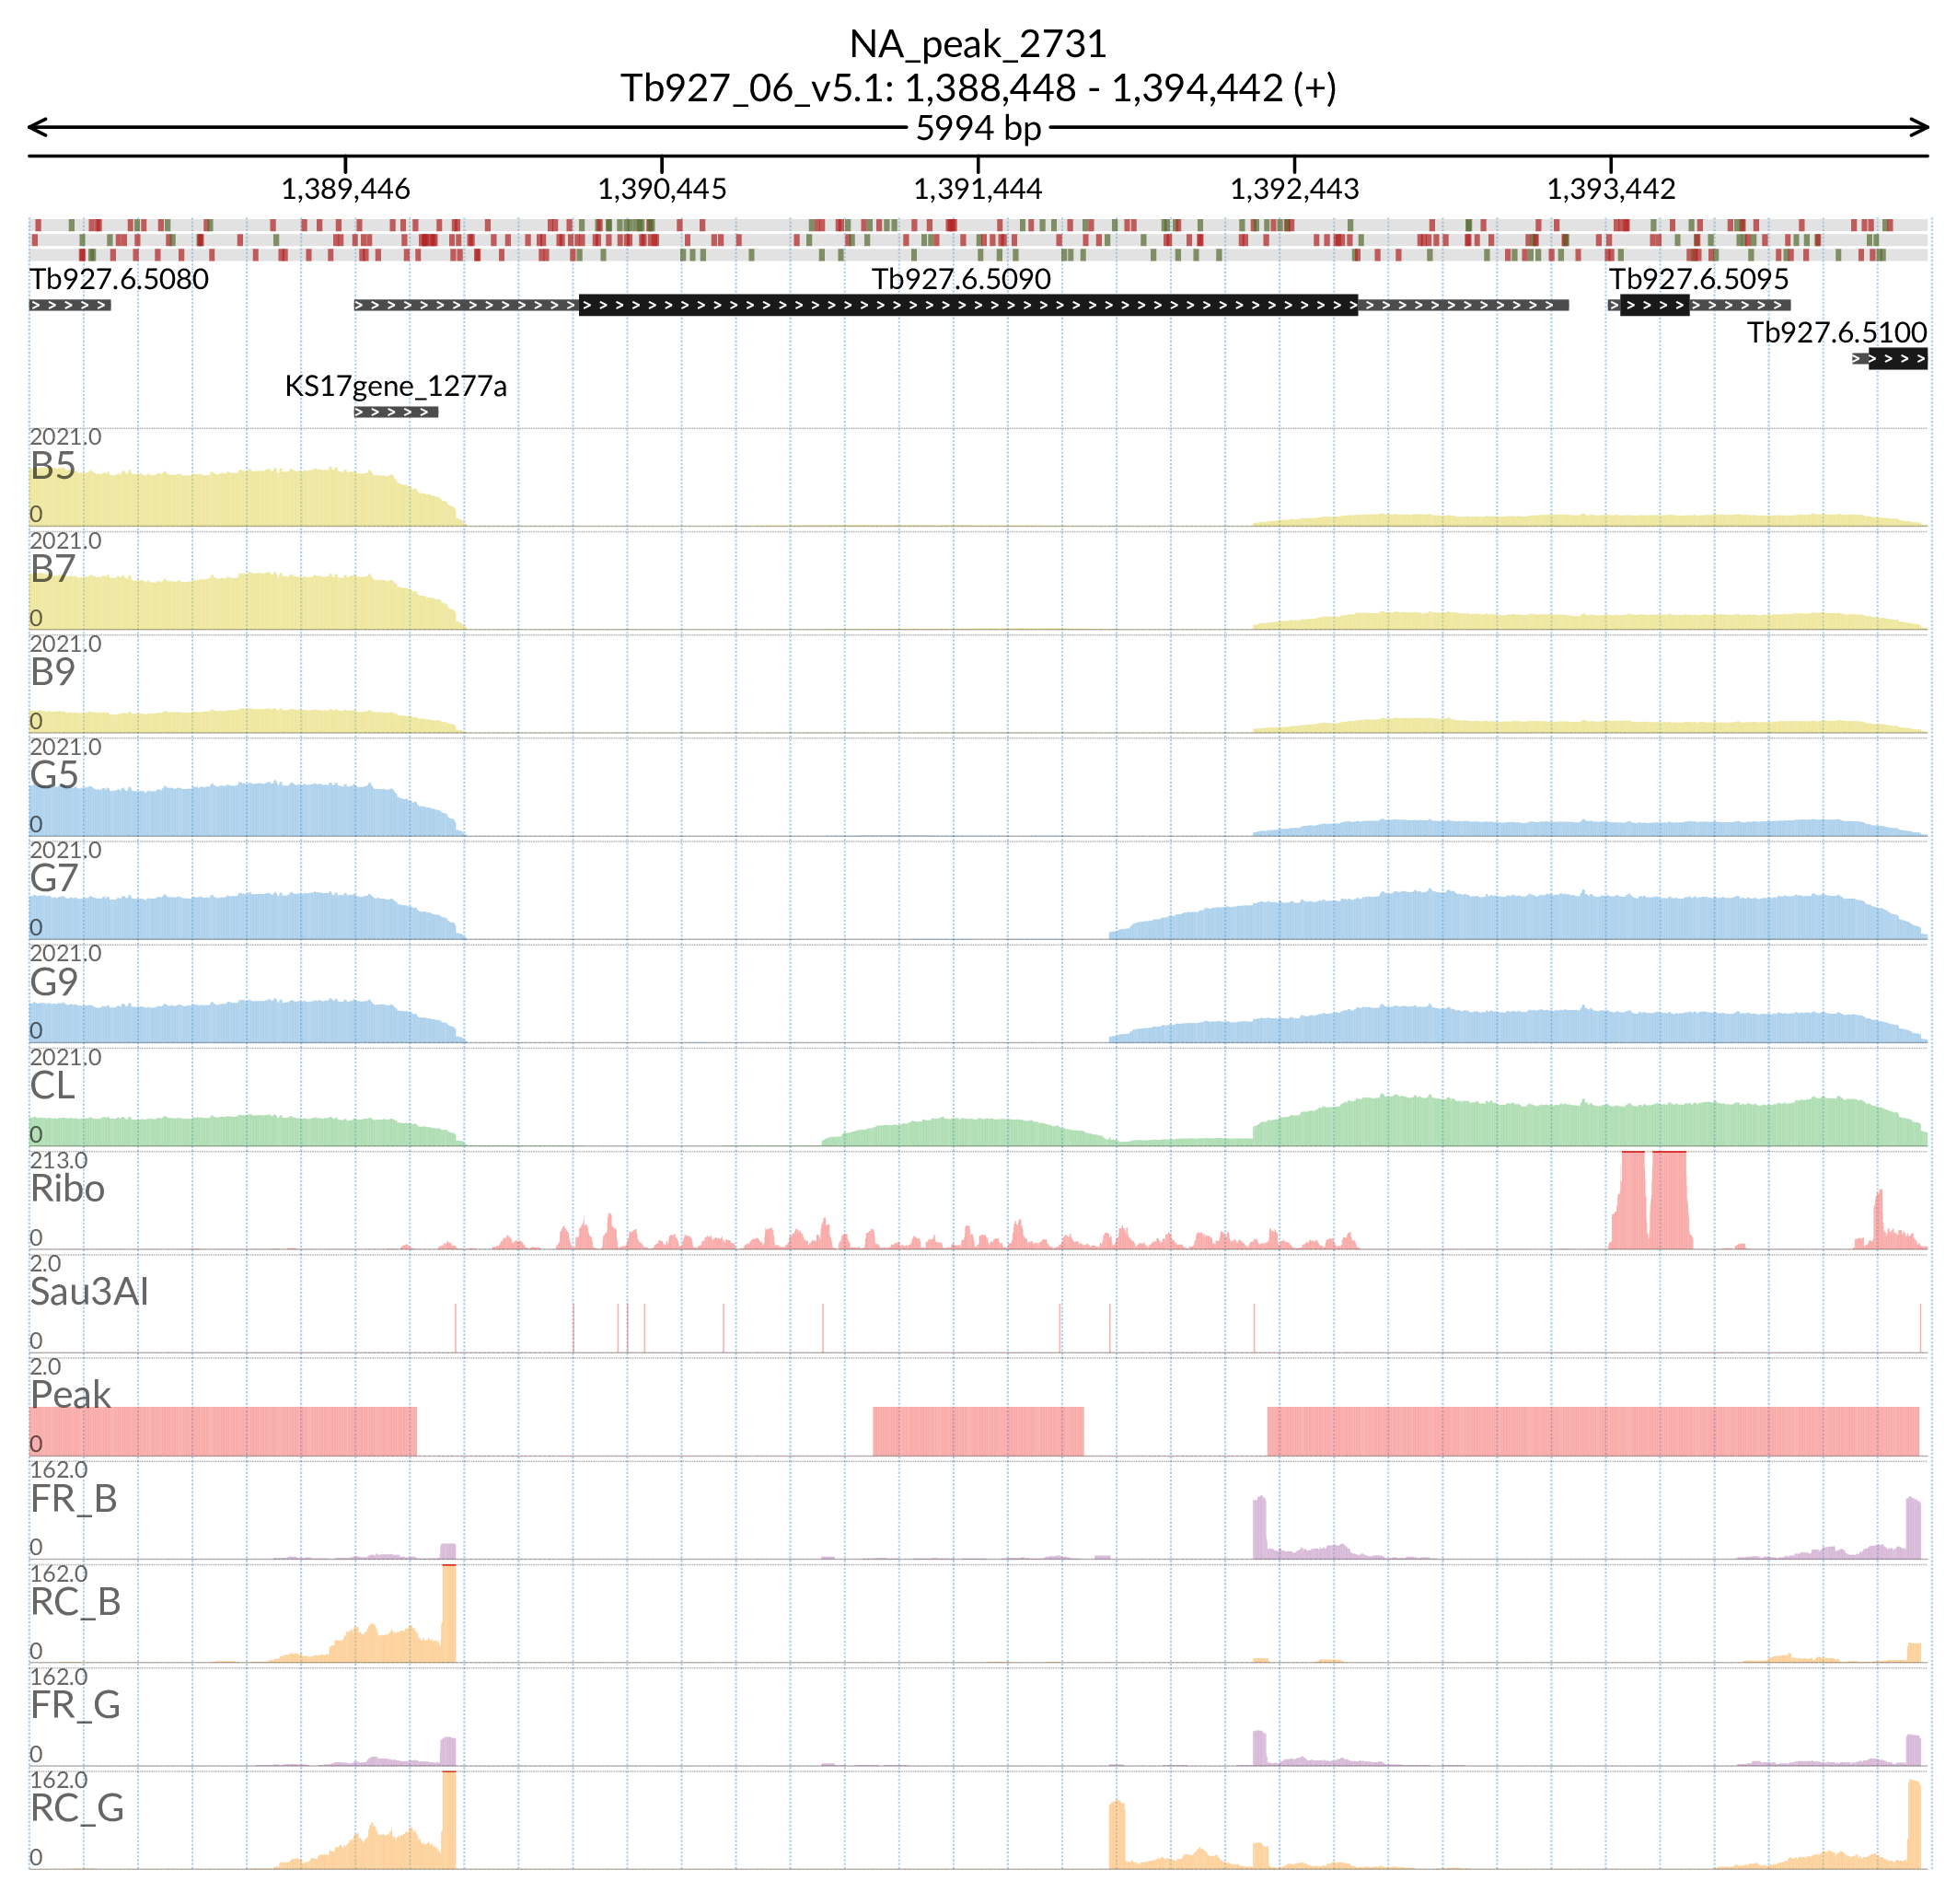 NA_peak_2731
Tb927_06_v5.1: 1,388,448 - 1,394,442 (+)
5994 bp
1,389,446 1,390,445 1,391,444 1,392,443 1,393,442
Tb927.6.5080 Tb927.6.5090 Tb927.6.5095
Tb927.6.5100
KS17gene_1277a
2021.0
B5
0
2021.0
B7
0
2021.0
B9
0
2021.0
G5
0
2021.0
G7
0
2021.0
G9
0
2021.0
CL
0
213.0
Ribo
0
2.0
Sau3AI
0
2.0
Peak
0
162.0
FR_B
0
162.0
RC_B
0
162.0
FR_G
0
162.0
RC_G
0